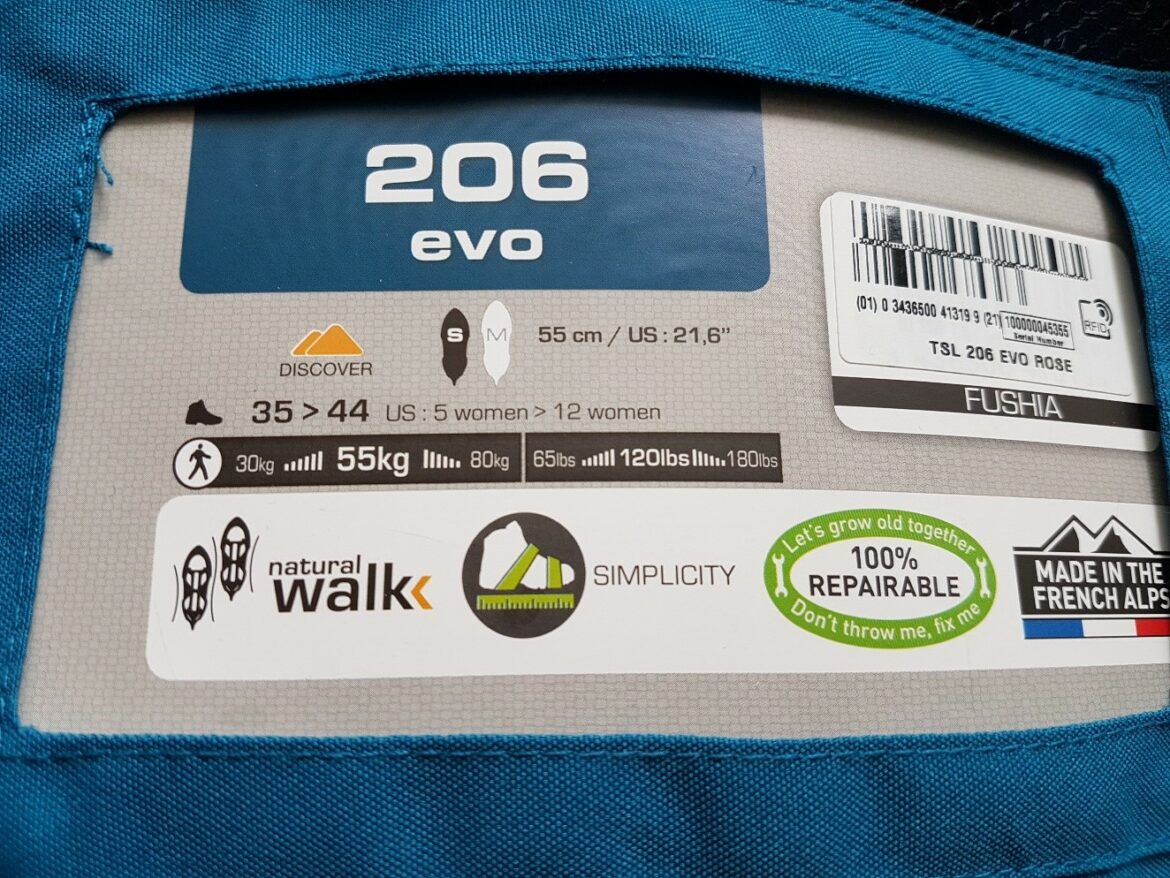 206
evo
DISCOVER
S M 55 cm / US : 21,6”
35 > 44 US : 5 women > 12 women
30kg 55kg 80kg 65lbs 120lbs 180lbs
(01) 0 3436500 41319 9 (21) 100000045355
Serial Number
RFID
TSL 206 EVO ROSE
FUSHIA
natural
walk
SIMPLICITY
Let's grow old together
100%
REPAIRABLE
Don't throw me, fix me
MADE IN THE
FRENCH ALPS